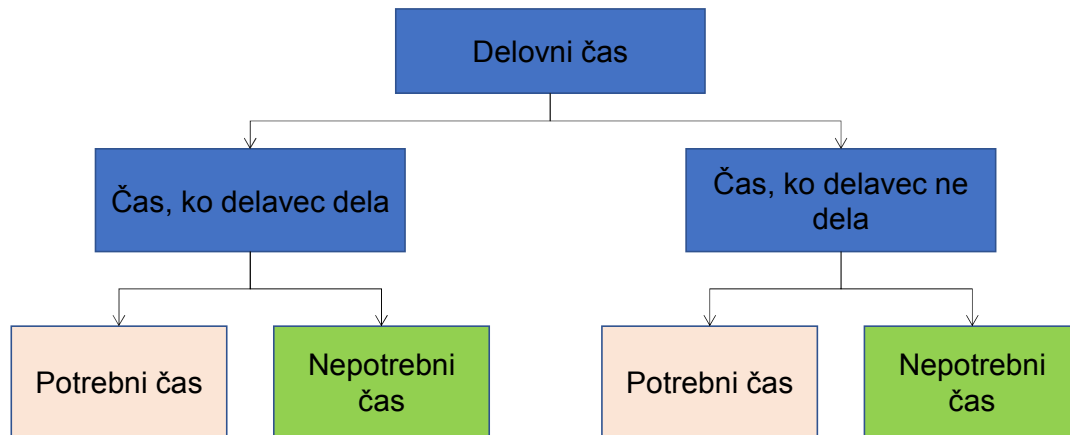 Delovni čas
Čas, ko delavec dela
Čas, ko delavec ne
dela
Potrebni čas
Nepotrebni
čas
Potrebni čas
Nepotrebni
čas